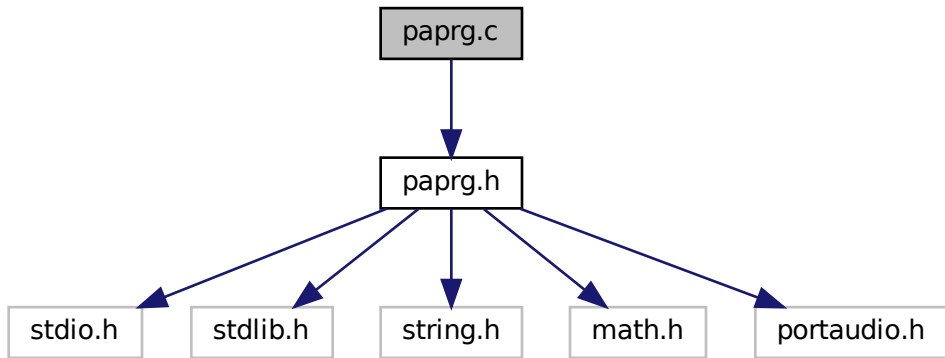 paprg.c
paprg.h
stdio.h
stdlib.h
string.h
math.h
portaudio.h